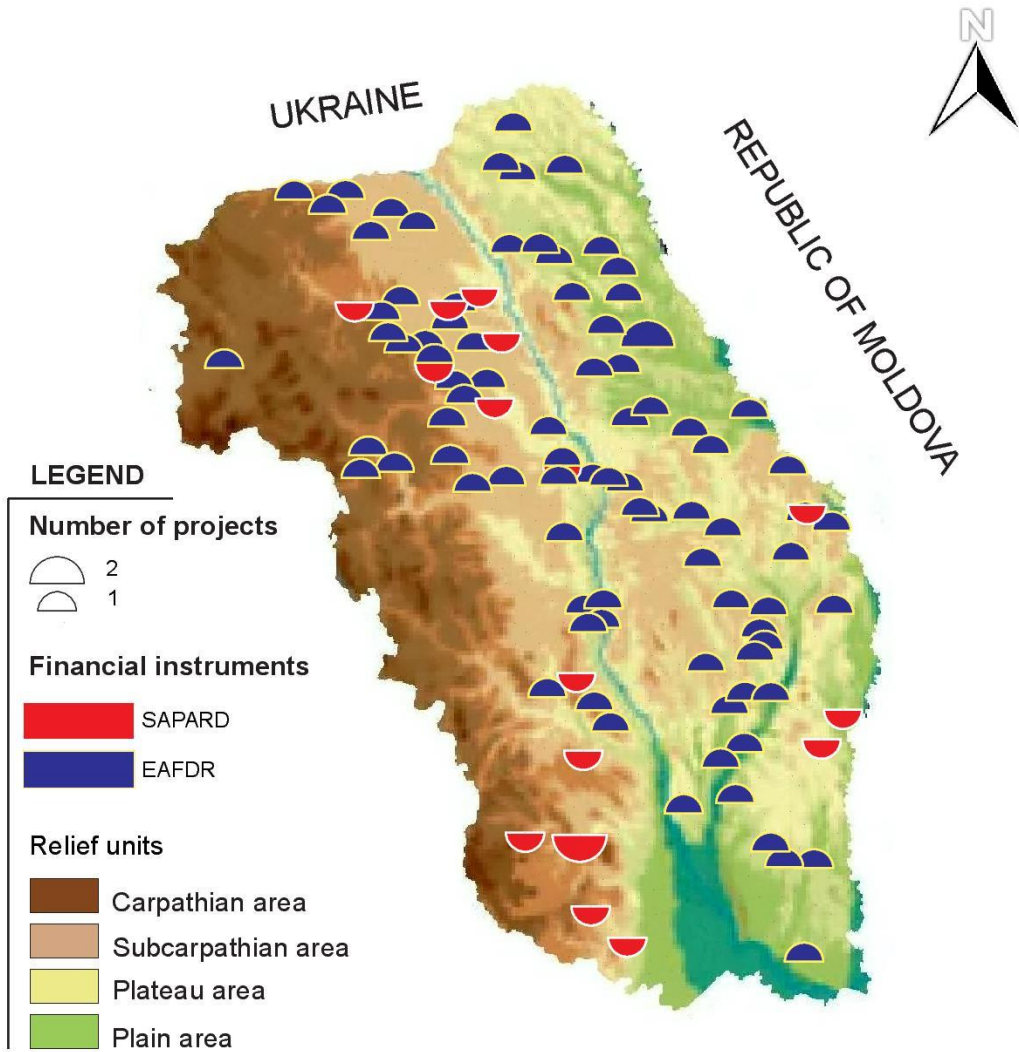 N
UKRAINE
REPUBLIC OF MOLDOVA
LEGEND
Number of projects
2
1
Financial instruments
SAPARD
EAFDR
Relief units
Carpathian area
Subcarpathian area
Plateau area
Plain area